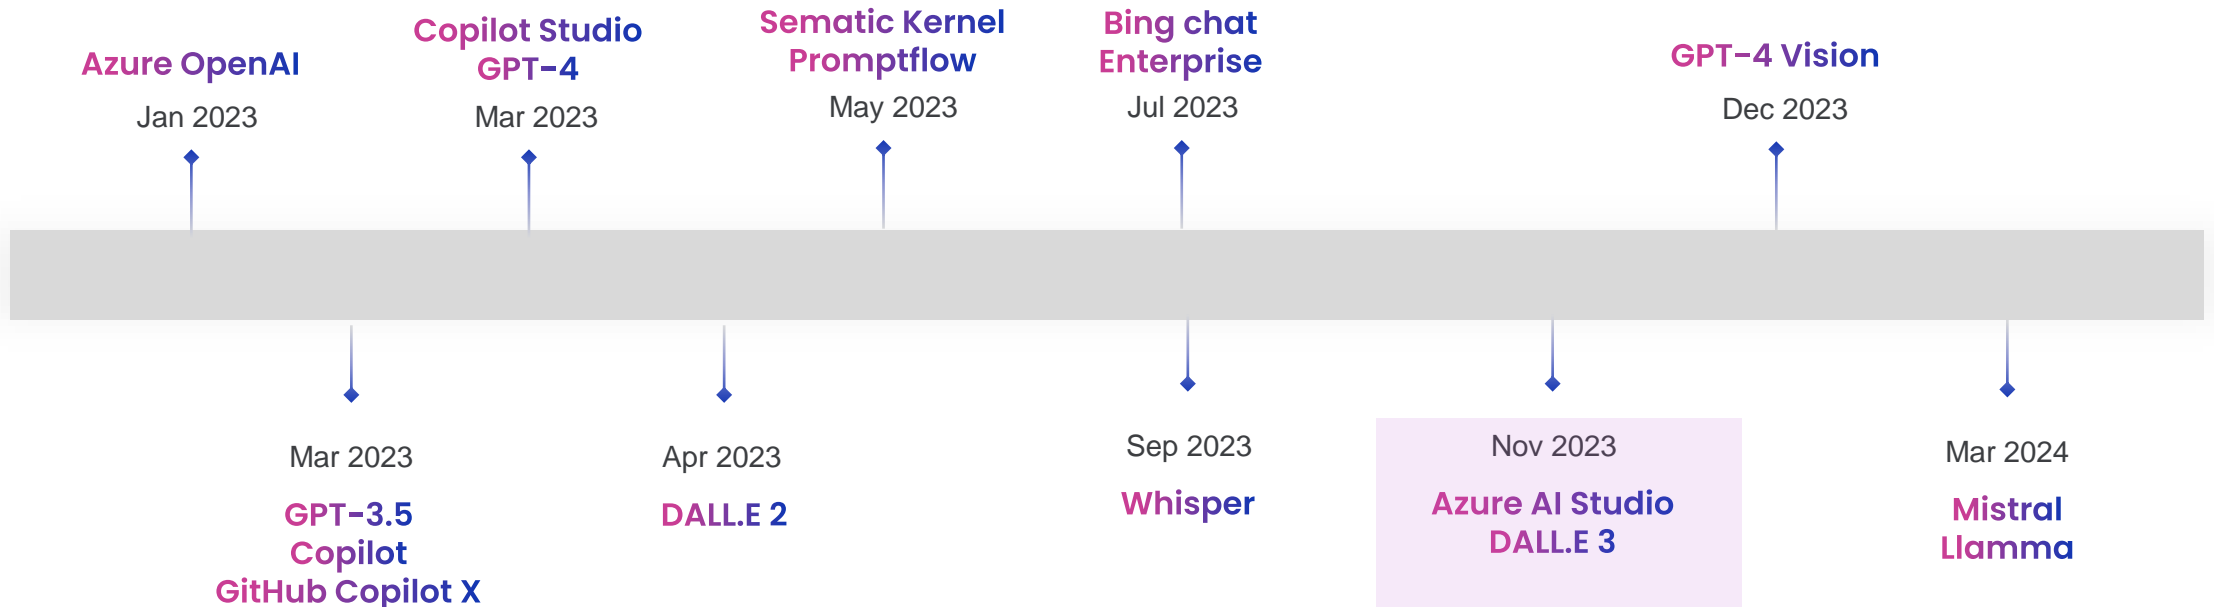 Azure OpenAI
Jan 2023
Copilot Studio
GPT-4
Mar 2023
Sematic Kernel
Promptflow
May 2023
Bing chat
Enterprise
Jul 2023
GPT-4 Vision
Dec 2023
Mar 2023
GPT-3.5
Copilot
GitHub Copilot X
Apr 2023
DALL.E 2
Sep 2023
Whisper
Nov 2023
Azure AI Studio
DALL.E 3
Mar 2024
Mistral
Llamma